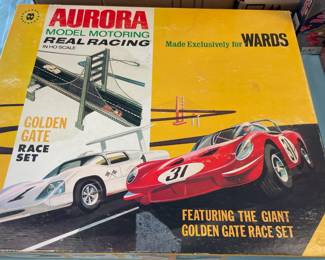 AURORA
MODEL MOTORING
REAL RACING
IN HO SCALE
Made Exclusively for WARDS
GOLDEN
GATE
RACE
SET
31
FEATURING THE GIANT
GOLDEN GATE RACE SET